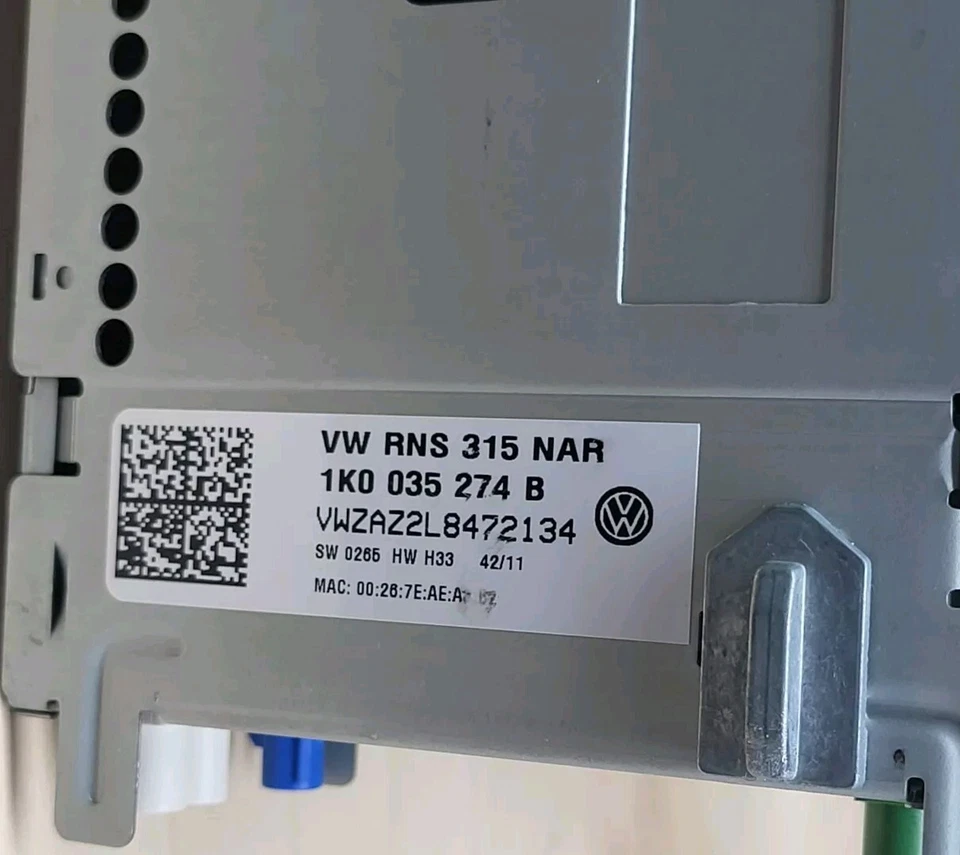 VW RNS 315 NAR
1K0 035 274 B
VWZAZ2L8472134
SW 0265 HW H33 42/11
MAC: 00:26:7E:AE: